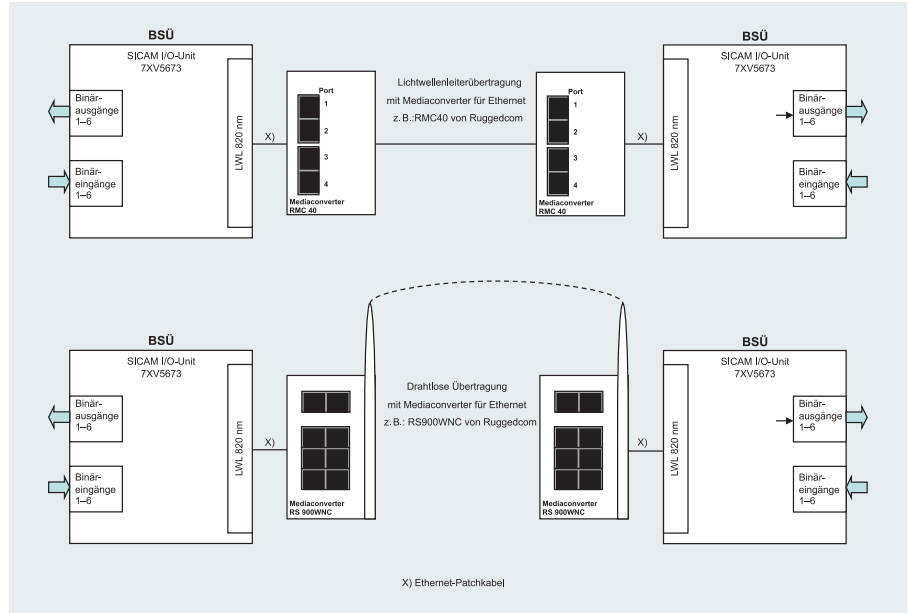 BSÜ
SICAM I/O-Unit
7XV5673
Binär-
ausgänge
1–6
Binär-
eingänge
1–6
LWL 820 nm
X)
Port
1
2
3
4
Mediaconverter
RMC 40
Lichtwellenleiterübertragung
mit Mediaconverter für Ethernet
z. B.:RMC40 von Ruggedcom
Port
1
2
3
4
Mediaconverter
RMC 40
X)
BSÜ
SICAM I/O-Unit
7XV5673
LWL 820 nm
Binär-
ausgänge
1–6
Binär-
eingänge
1–6
BSÜ
SICAM I/O-Unit
7XV5673
Binär-
ausgänge
1–6
Binär-
eingänge
1–6
LWL 820 nm
X)
Mediaconverter
RS 900WNC
Drahtlose Übertragung
mit Mediaconverter für Ethernet
z. B.: RS900WNC von Ruggedcom
Mediaconverter
RS 900WNC
X)
BSÜ
SICAM I/O-Unit
7XV5673
LWL 820 nm
Binär-
ausgänge
1–6
Binär-
eingänge
1–6
X) Ethernet-Patchkabel